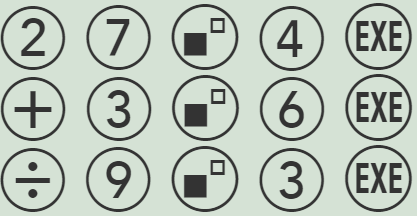 2 7 ■□ 4 EXE
+ 3 ■□ 6 EXE
÷ 9 ■□ 3 EXE